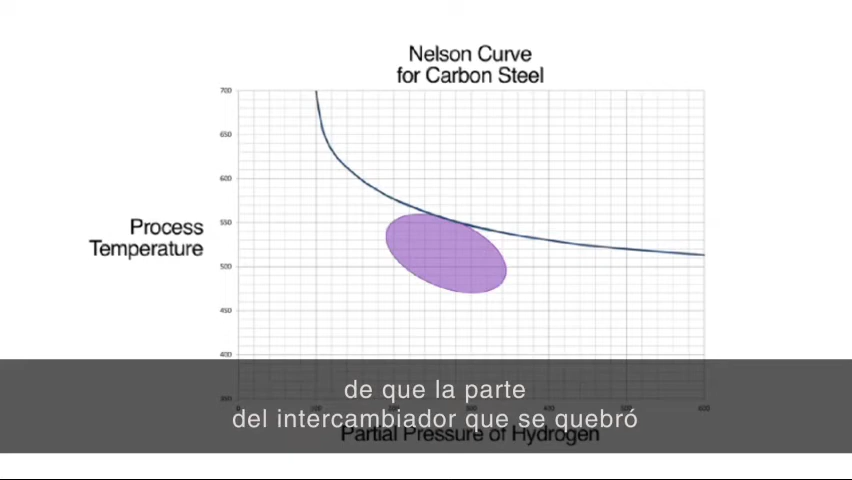 Nelson Curve
for Carbon Steel
700
650
600
Process
Temperature
550
500
450
400
de que la parte
del intercambiador que se quebró
Partial Pressure of Hydrogen